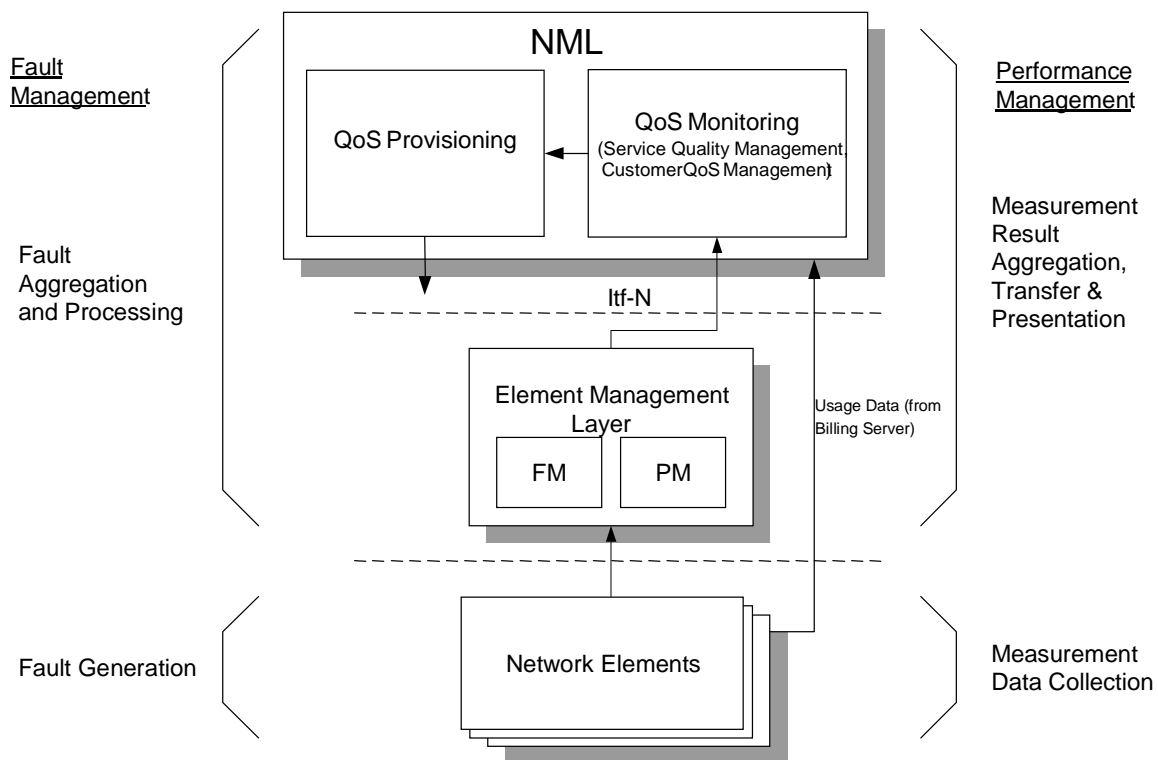 NML
Fault
Management
Performance
Management
QoS Provisioning
QoS Monitoring
(Service Quality Management,
CustomerQoS Management)
Fault
Aggregation
and Processing
Measurement
Result
Aggregation,
Transfer &
Presentation
Itf-N
Element Management
Layer
FM
PM
Usage Data (from
Billing Server)
Fault Generation
Network Elements
Measurement
Data Collection